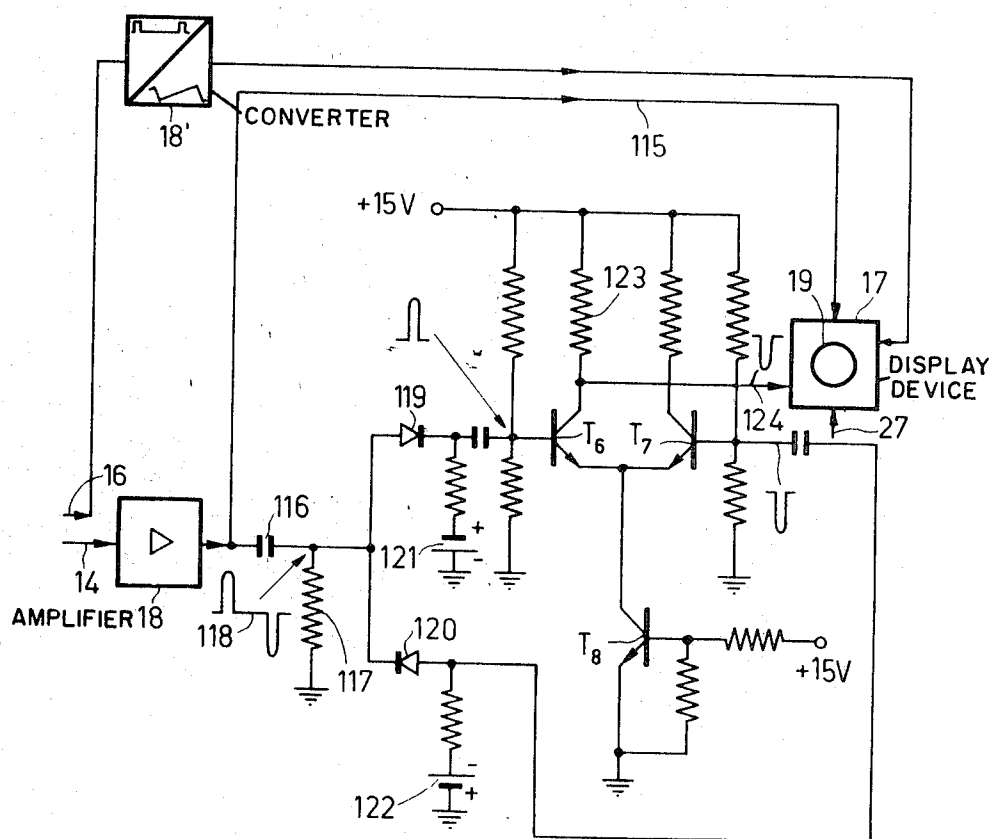 CONVERTER
18'
115
+15V
123
19
17
DISPLAY
DEVICE
119
T6
T7
124
27
16
116
121
+
-
14
18
AMPLIFIER
118
117
120
T8
+15V
-
+
122